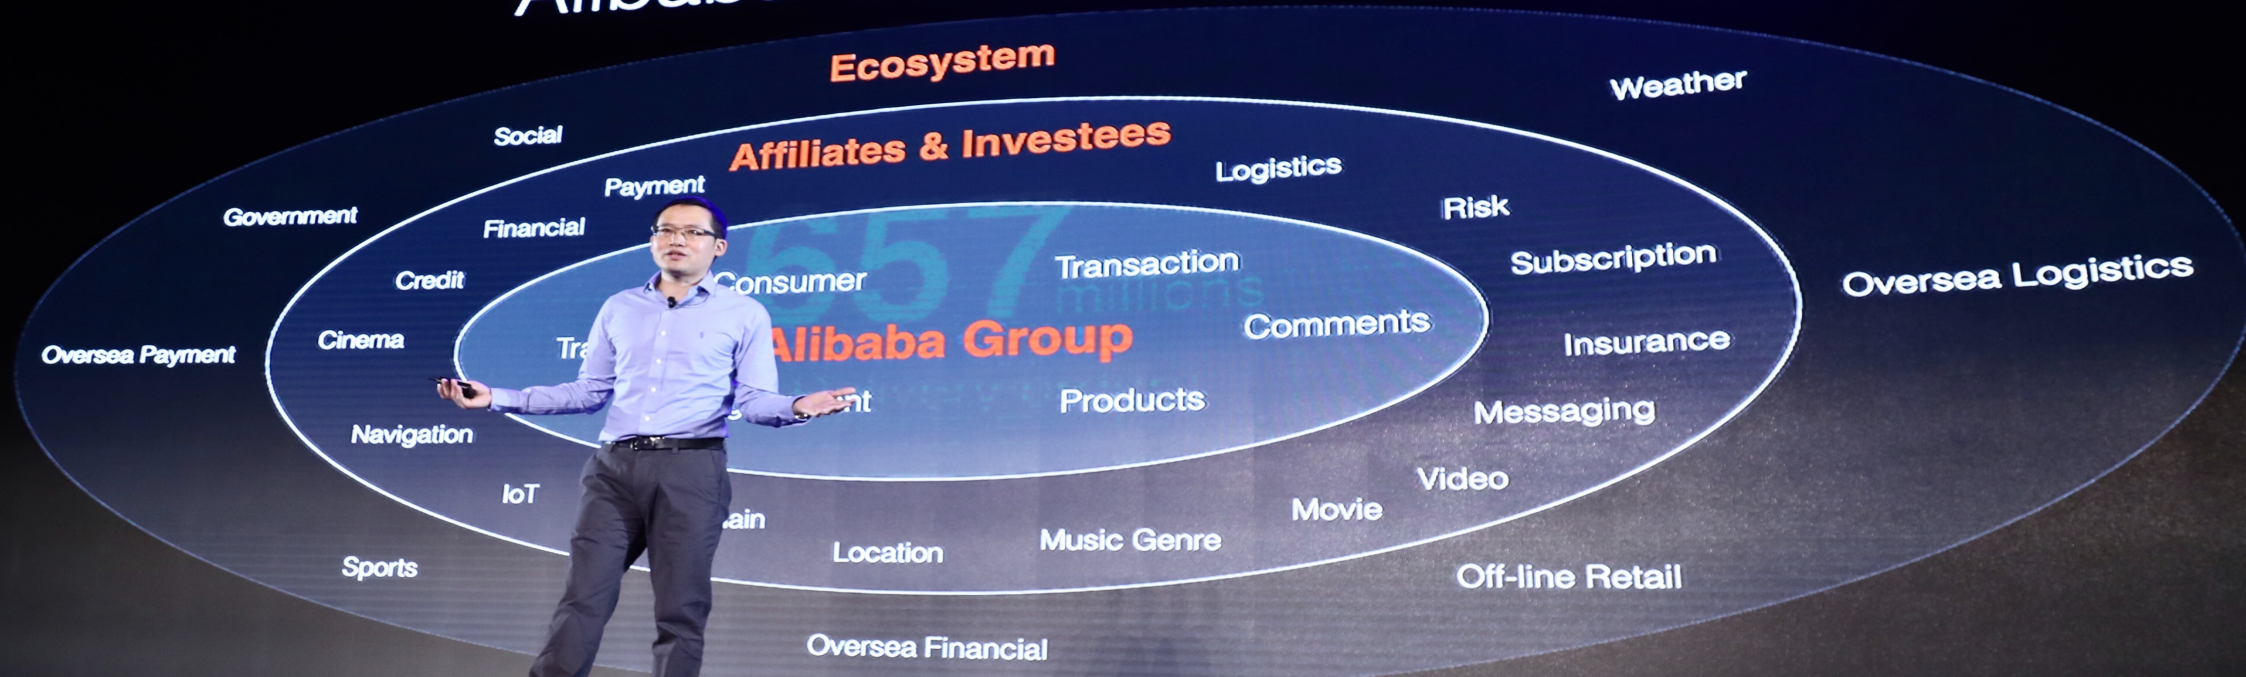 Ecosystem
Weather
Social
Affiliates & Investees
Logistics
Payment
Government
Financial
Risk
Consumer
Transaction
Subscription
Credit
657
millions
Oversea Logistics
Cinema
Alibaba Group
Comments
Insurance
Oversea Payment
Products
Messaging
Navigation
Video
IoT
Movie
Location
Music Genre
Sports
Off-line Retail
Oversea Financial